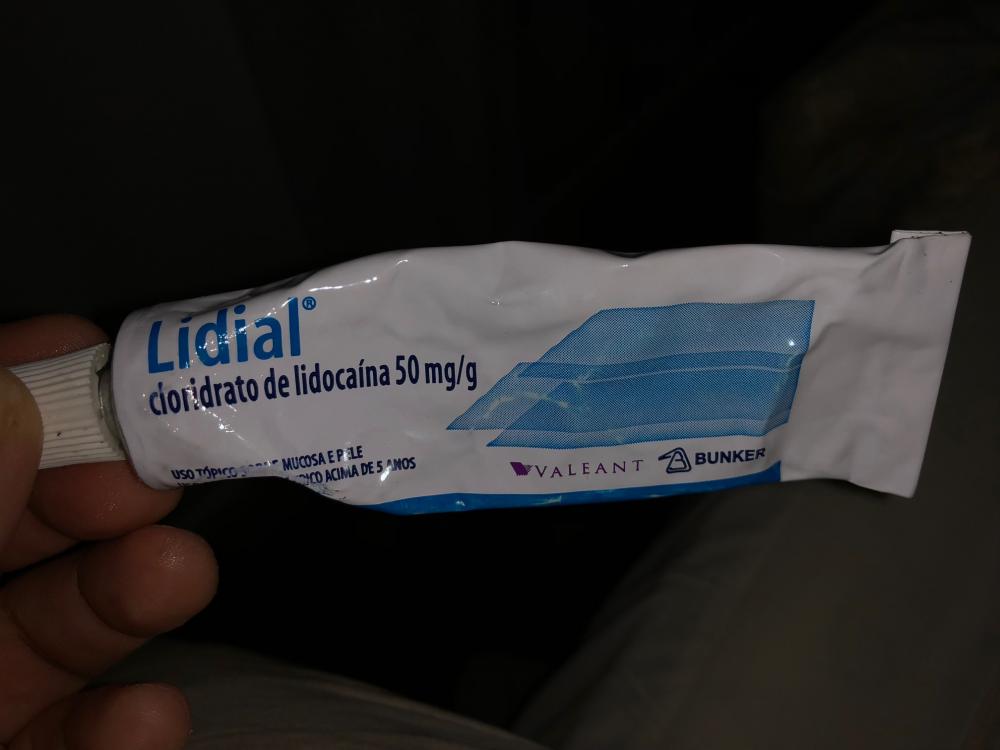 Lidial®
cloridrato de lidocaína 50 mg/g
USO TÓPICO MUCOSA E PELE
ACIMA DE 5 ANOS
VALEANT
BUNKER